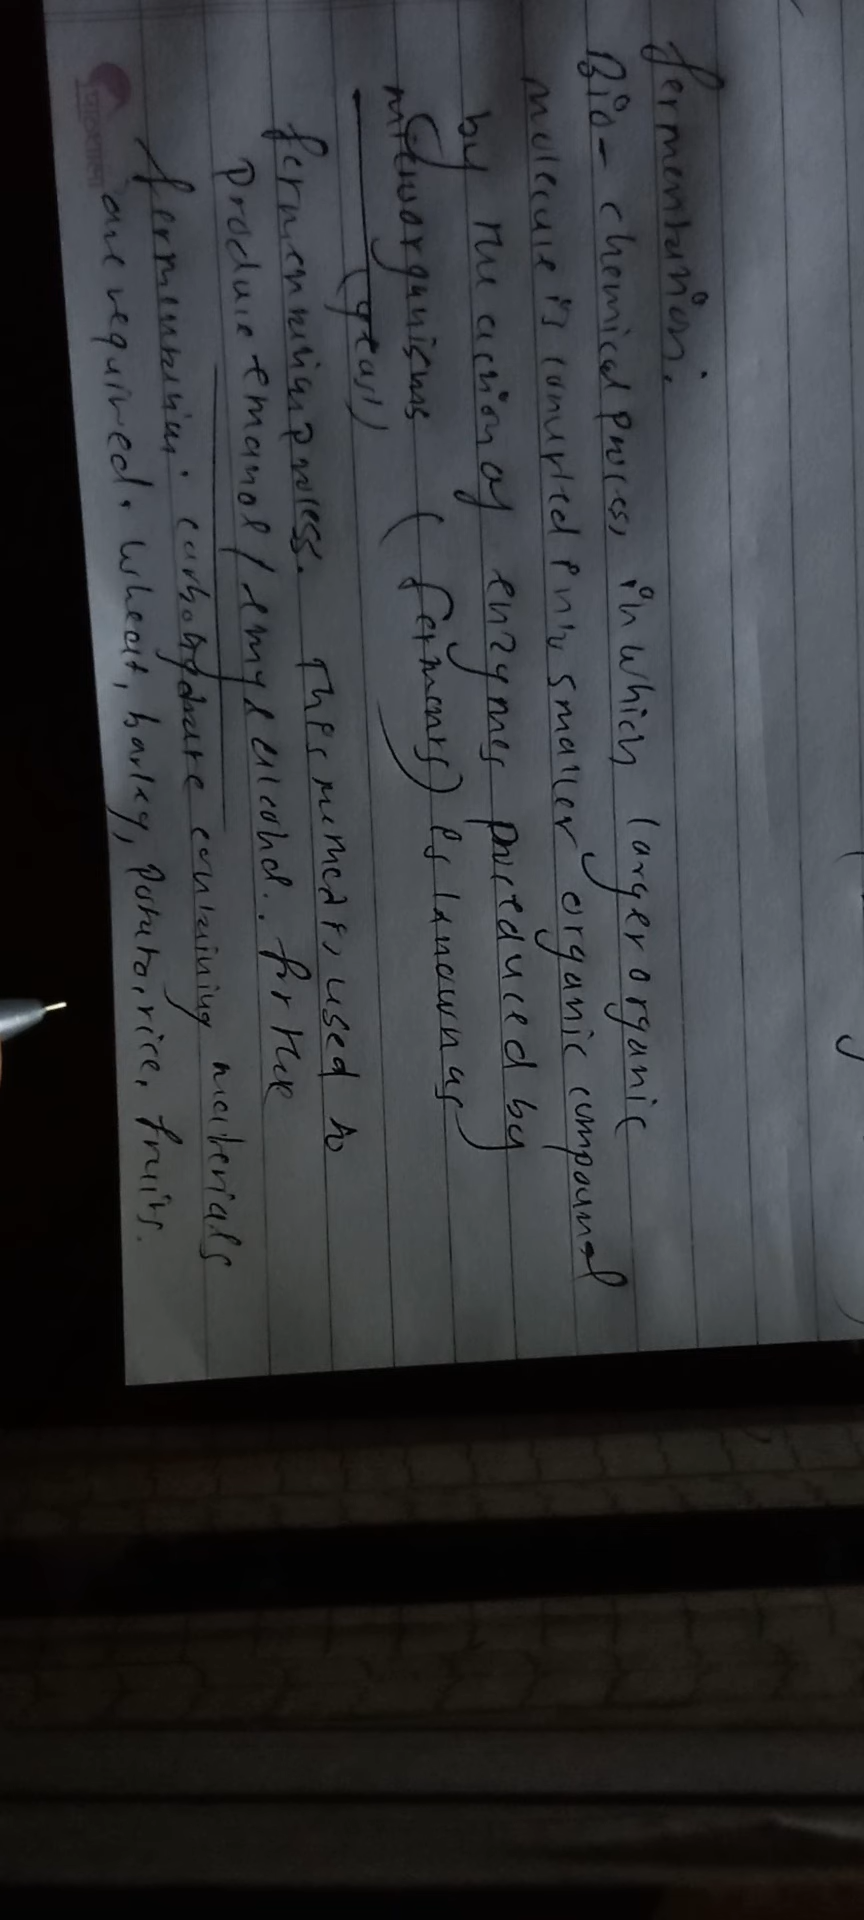 fermentation.
Bio- chemical process in which larger organic
molecule is converted into smaller organic compound
by the action of enzymes produced by
microorganisms ( ferments) is known as
(yeast)
fermentation process. This method is used to
produce ethanol / ethyl alcohol. for the
fermentation carbohydrate containing materials
are required. wheat, barley, potato, rice, fruits.